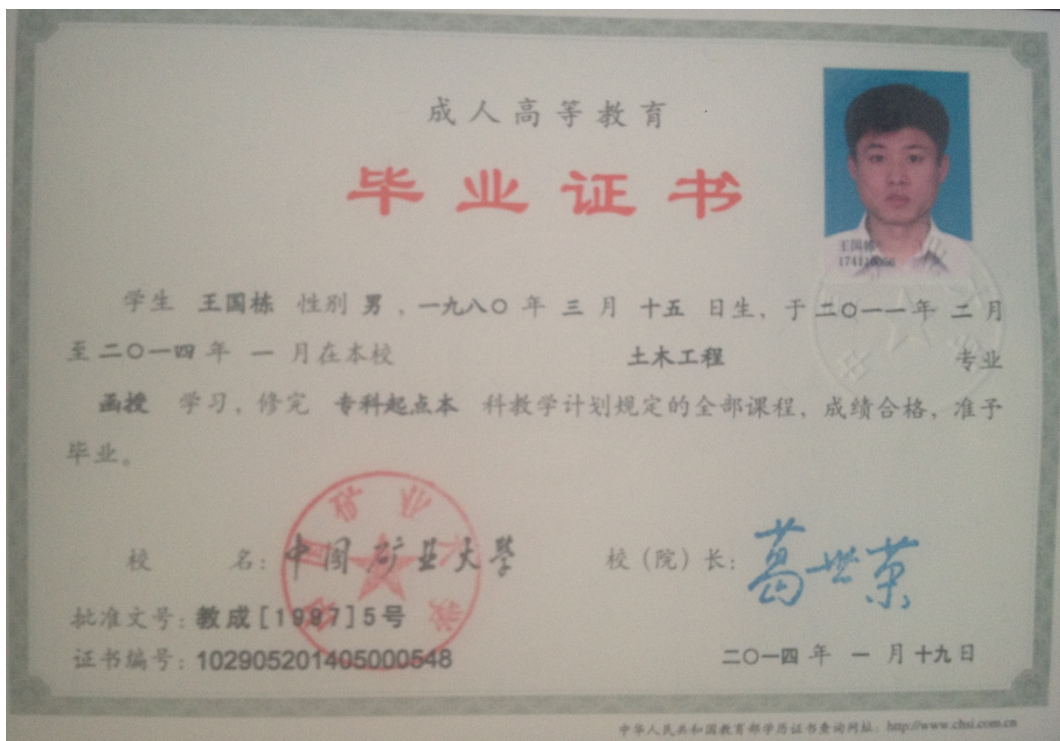 成人高等教育
毕业证书
王国栋
学生 王国栋 性别 男，一九八〇年 三 月 十五 日生，于二〇一一年 二 月
至二〇一四年 一 月在本校 土木工程 专业
函授 学习，修完 专科起点本 科教学计划规定的全部课程，成绩合格，准予
毕业。
校 名：中国矿业大学 校（院）长：葛世荣
批准文号：教成[1997]5号
证书编号：102905201405000548 二〇一四 年 一 月十九日
中华人民共和国教育部学历证书查询网址：http://www.chsi.com.cn